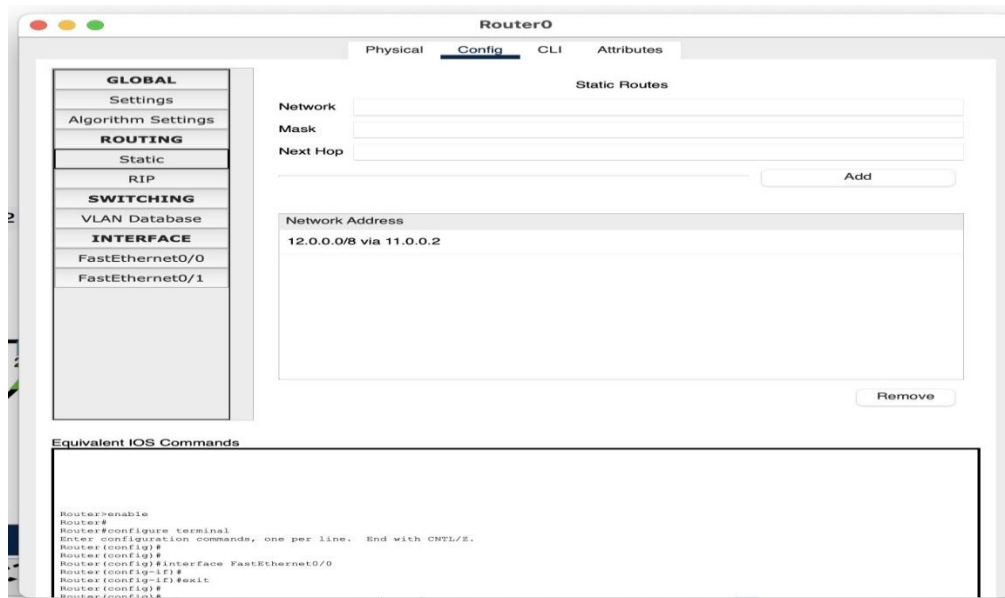 Router0
Physical Config CLI Attributes
GLOBAL
Settings
Algorithm Settings
ROUTING
Static
RIP
SWITCHING
VLAN Database
INTERFACE
FastEthernet0/0
FastEthernet0/1
Static Routes
Network
Mask
Next Hop
Add
Network Address
12.0.0.0/8 via 11.0.0.2
Remove
Equivalent IOS Commands
Router>enable
Router#
Router#configure terminal
Enter configuration commands, one per line. End with CNTL/Z.
Router(config)#
Router(config)#
Router(config)#interface FastEthernet0/0
Router(config-if)#
Router(config-if)#exit
Router(config)#
Router(config)#